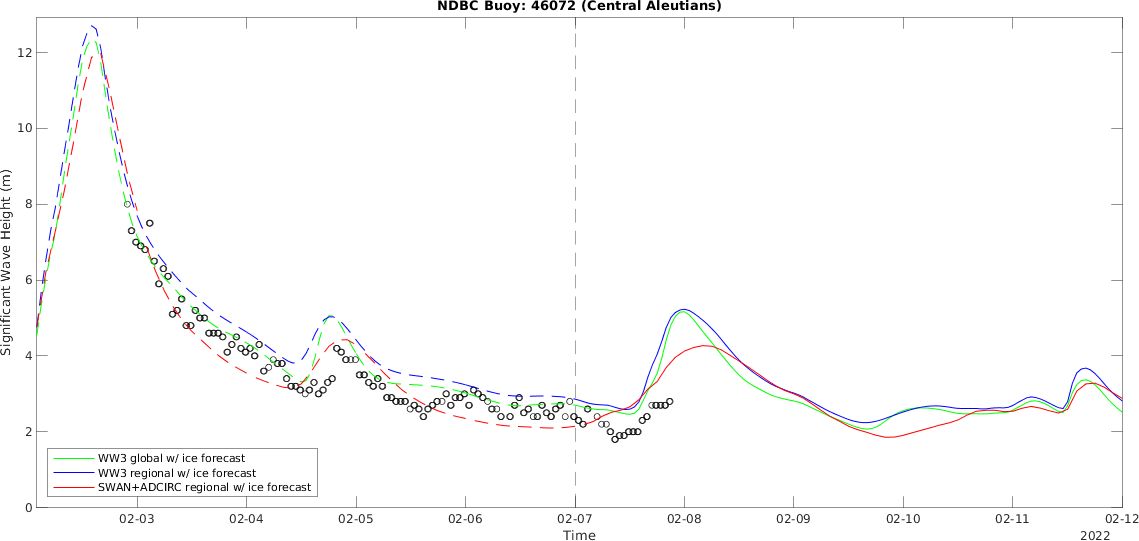 NDBC Buoy: 46072 (Central Aleutians)
Significant Wave Height (m)
12
10
8
6
4
2
0
WW3 global w/ ice forecast
WW3 regional w/ ice forecast
SWAN+ADCIRC regional w/ ice forecast
02-03 02-04 02-05 02-06 02-07 02-08 02-09 02-10 02-11 02-12
Time
2022